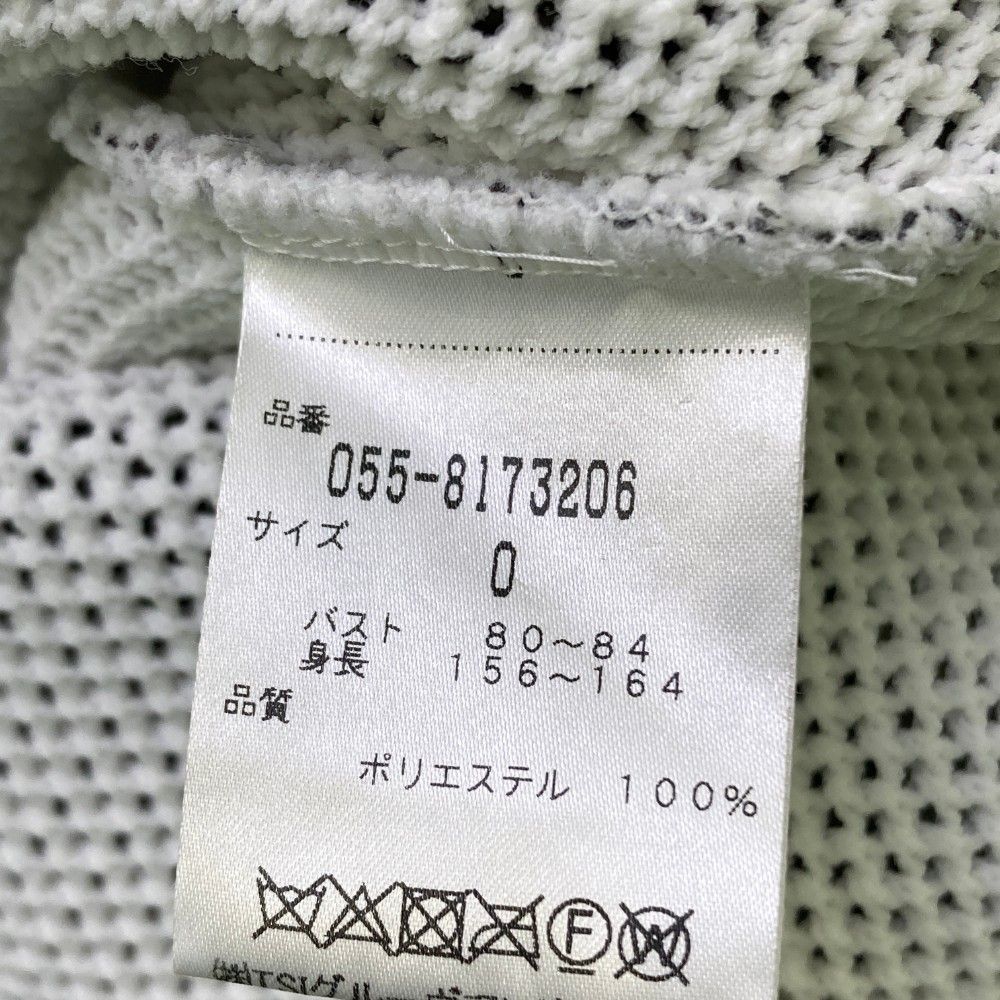 品番
055-8173206
サイズ
0
バスト 80~84
身長 156~164
品質
ポリエステル 100%
F
W